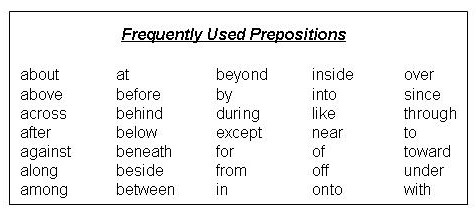 Frequently Used Prepositions
about at beyond inside over
above before by into since
across behind during like through
after below except near to
against beneath for of toward
along beside from off under
among between in onto with